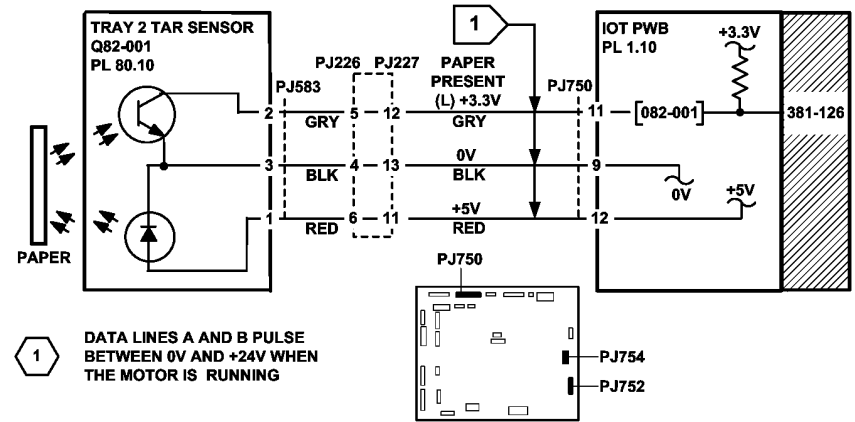 TRAY 2 TAR SENSOR
Q82-001
PL 80.10
PJ583
PJ226 PJ227
1
PAPER
PRESENT
(L) +3.3V
PJ750
IOT PWB
PL 1.10
+3.3V
2 GRY 5 12 GRY 11 [082-001] 381-126
3 BLK 4 13 0V BLK 9 0V
1 RED 6 11 +5V RED 12 +5V
PAPER
PJ750
PJ754
PJ752
1 DATA LINES A AND B PULSE
BETWEEN 0V AND +24V WHEN
THE MOTOR IS RUNNING